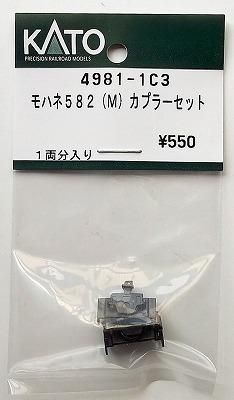 KATO
PRECISION RAILROAD MODELS
4981-1C3
モハネ582 (M) カプラーセット
¥550
1両分入り